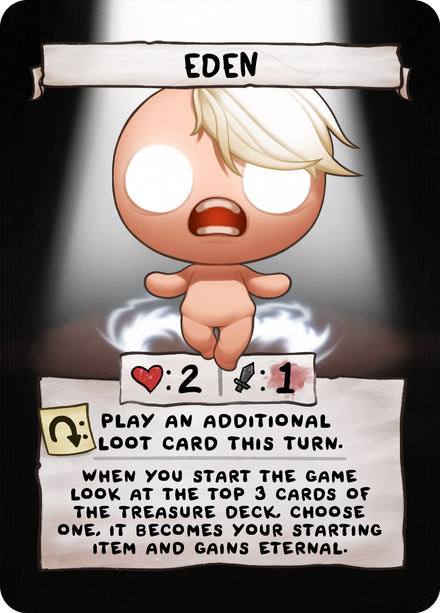 EDEN
: 2 : 1
PLAY AN ADDITIONAL
LOOT CARD THIS TURN.
WHEN YOU START THE GAME
LOOK AT THE TOP 3 CARDS OF
THE TREASURE DECK, CHOOSE
ONE, IT BECOMES YOUR STARTING
ITEM AND GAINS ETERNAL.